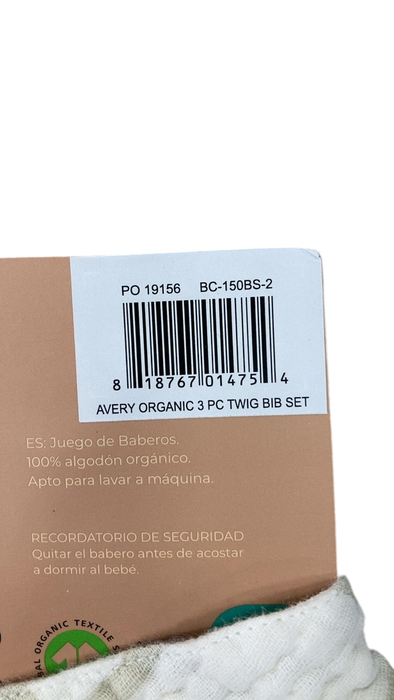 PO 19156 BC-150BS-2
8 18767 01475 4
AVERY ORGANIC 3 PC TWIG BIB SET
ES: Juego de Baberos.
100% algodón orgánico.
Apto para lavar a máquina.
RECORDATORIO DE SEGURIDAD
Quitar el babero antes de acostar
a dormir al bebé.
ORGANIC TEXTILE